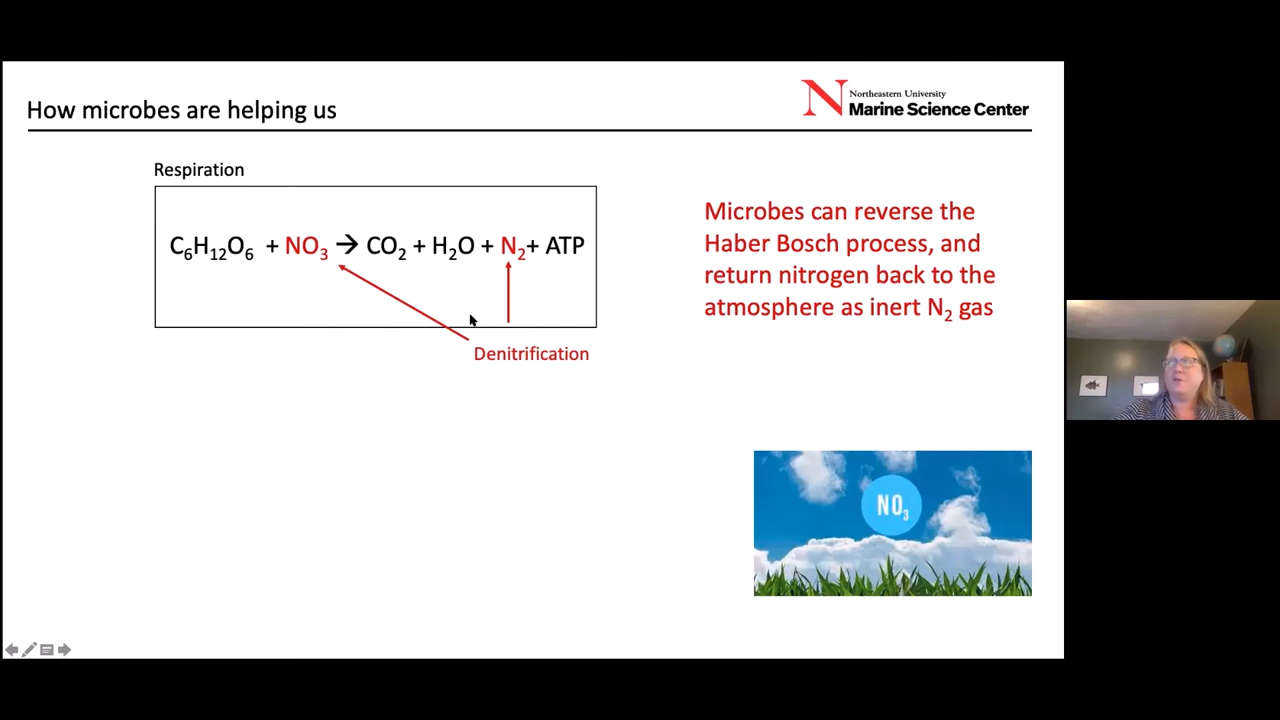 How microbes are helping us
N
Northeastern University
Marine Science Center
Respiration
C₆H₁₂O₆ + NO₃ → CO₂ + H₂O + N₂+ ATP
Denitrification
Microbes can reverse the
Haber Bosch process, and
return nitrogen back to the
atmosphere as inert N₂ gas
NO₃